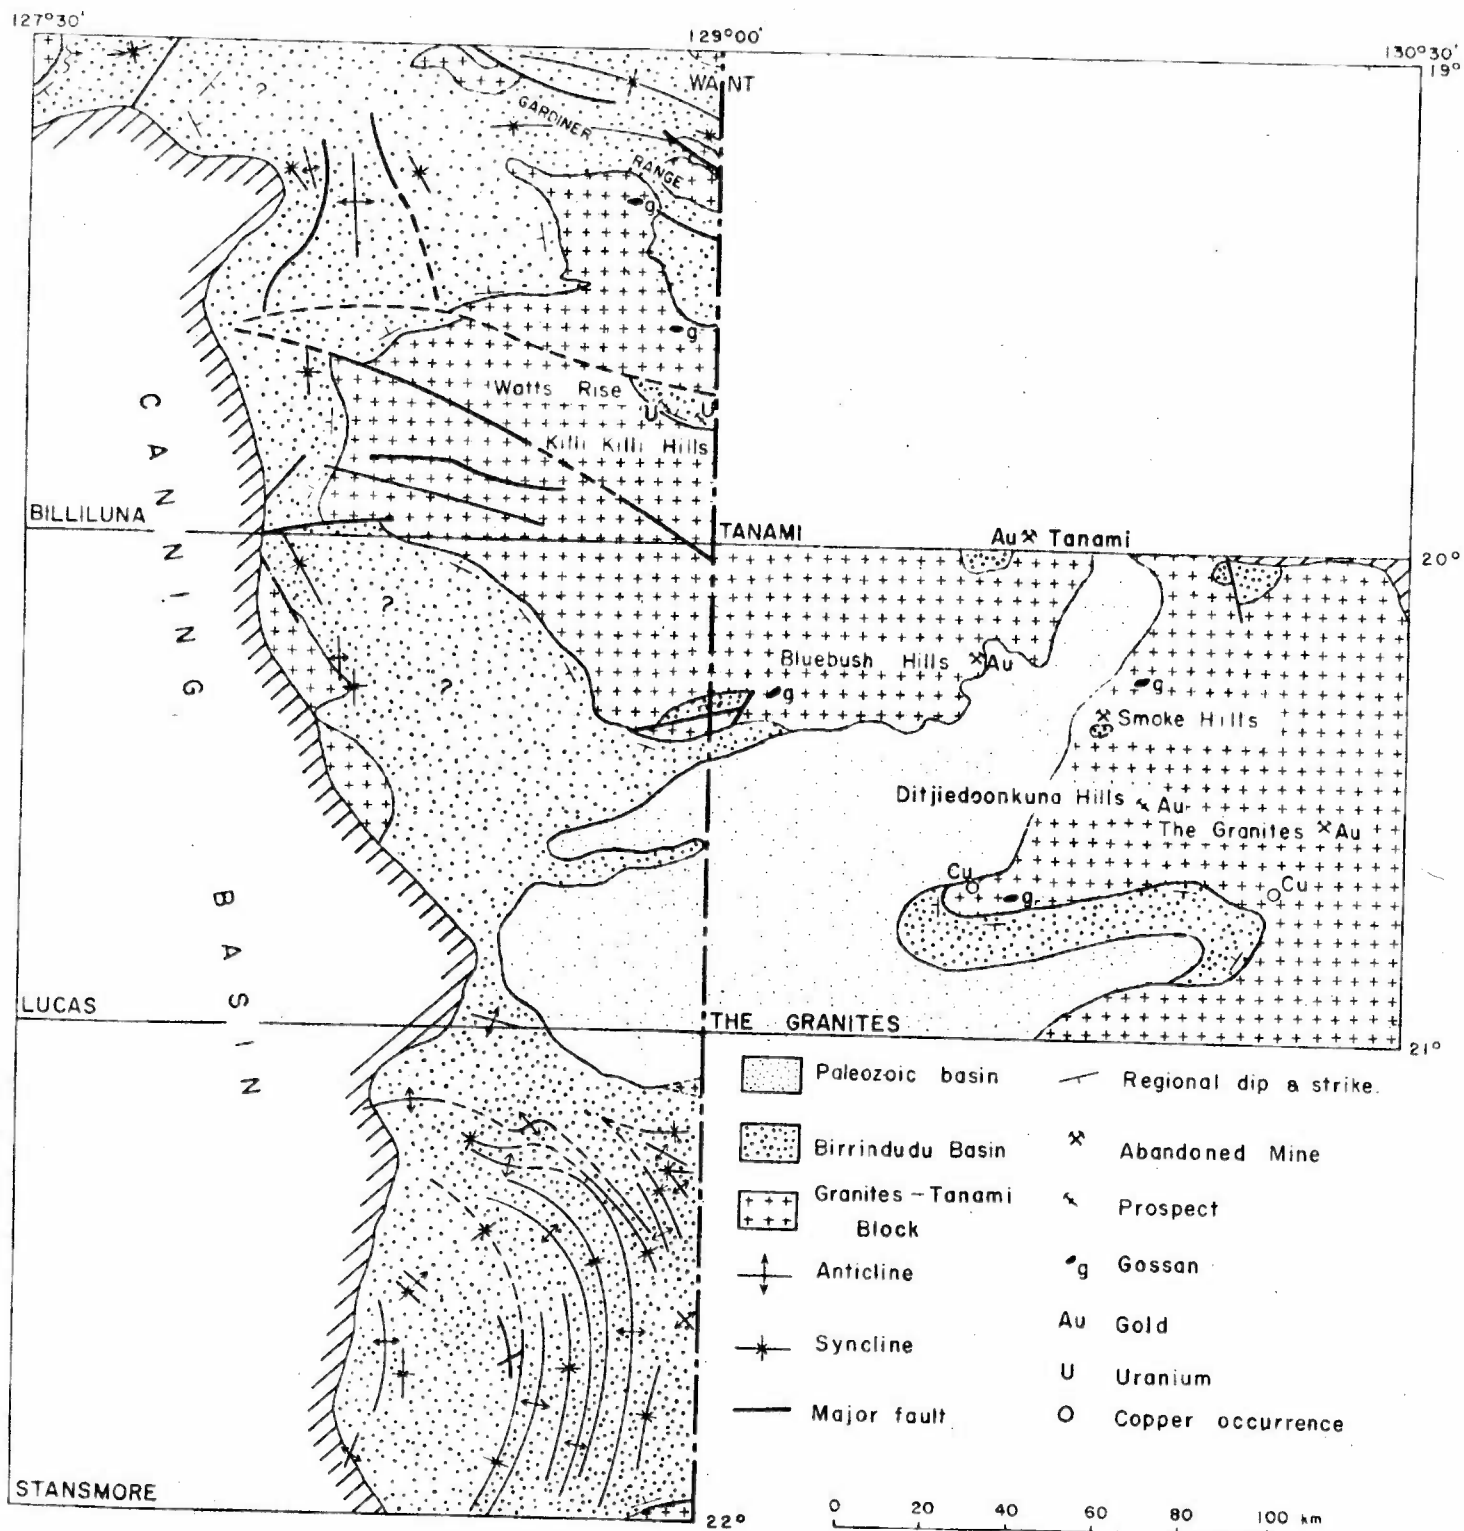 127°30'
129°00'
130°30'
19°
WA NT
?
GARDINER
RANGE
g
g
Watts Rise
U U
Killi Killi Hills
CANNING BASIN
BILLILUNA
TANAMI
Au Tanami
20°
?
?
Bluebush Hills Au
g
g
Smoke Hills
Ditjiedoonkuna Hills Au
The Granites Au
Cu
g
Cu
LUCAS
THE GRANITES
21°
Paleozoic basin
Regional dip & strike.
Birrindudu Basin
Abandoned Mine
Granites - Tanami
Block
Prospect
Anticline
g Gossan
Au Gold
Syncline
U Uranium
Major fault
Copper occurrence
STANSMORE
22°
0 20 40 60 80 100 km